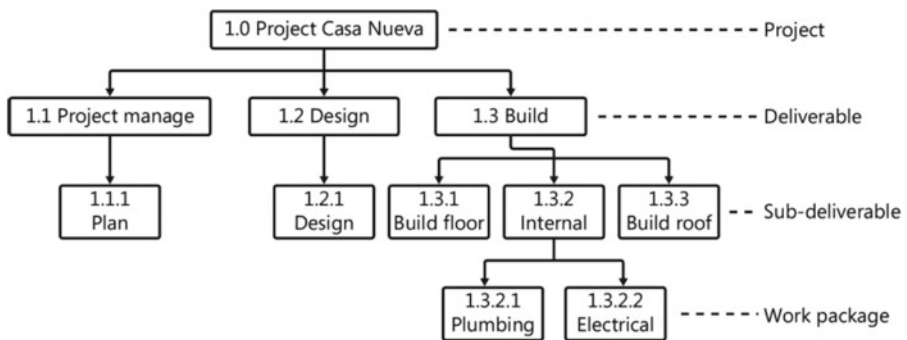 1.0 Project Casa Nueva
Project
1.1 Project manage
1.2 Design
1.3 Build
Deliverable
1.1.1
Plan
1.2.1
Design
1.3.1
Build floor
1.3.2
Internal
1.3.3
Build roof
Sub-deliverable
1.3.2.1
Plumbing
1.3.2.2
Electrical
Work package